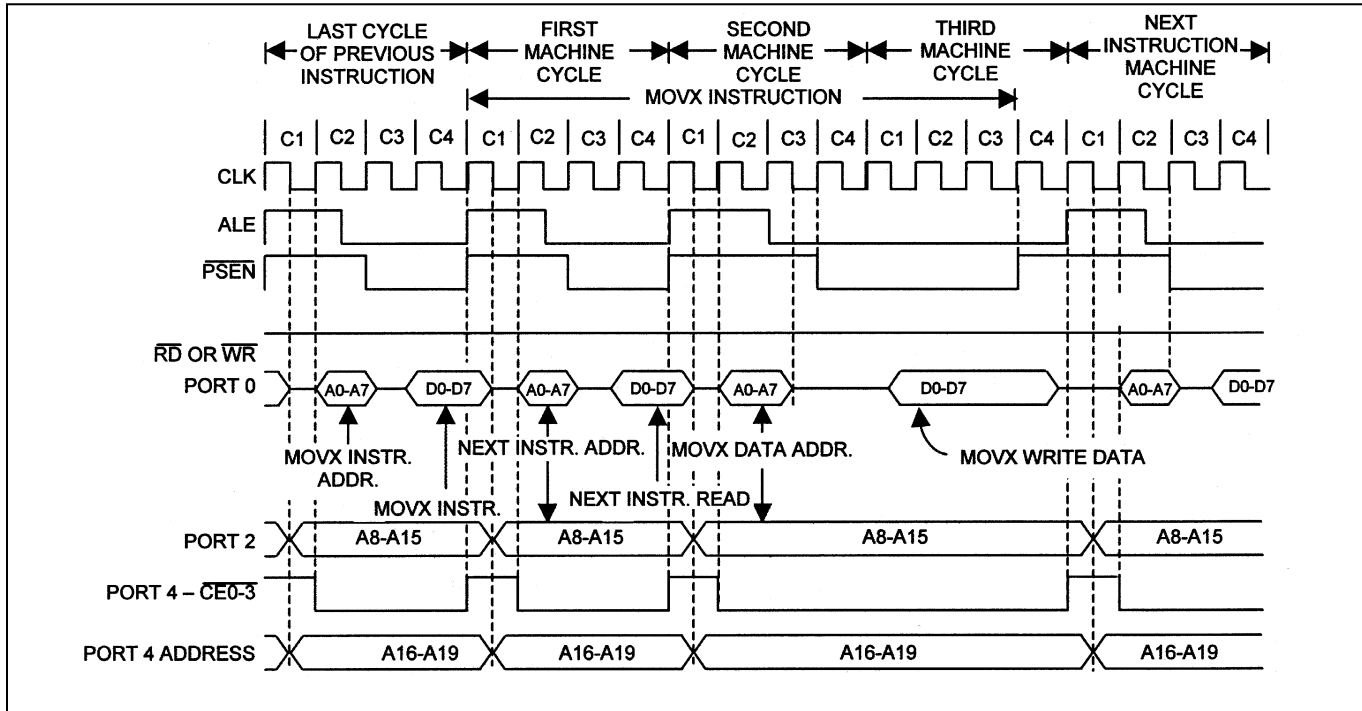 LAST CYCLE
OF PREVIOUS
INSTRUCTION
FIRST
MACHINE
CYCLE
SECOND
MACHINE
CYCLE
THIRD
MACHINE
CYCLE
NEXT
INSTRUCTION
MACHINE
CYCLE
MOVX INSTRUCTION
C1 C2 C3 C4 C1 C2 C3 C4 C1 C2 C3 C4 C1 C2 C3 C4 C1 C2 C3 C4
CLK
ALE
PSEN
RD OR WR
PORT 0
A0-A7 D0-D7 A0-A7 D0-D7 A0-A7 D0-D7 A0-A7 D0-D7
MOVX INSTR.
ADDR.
MOVX INSTR.
NEXT INSTR. ADDR.
NEXT INSTR. READ
MOVX DATA ADDR.
MOVX WRITE DATA
PORT 2
A8-A15 A8-A15 A8-A15 A8-A15
PORT 4 – CE0-3
PORT 4 ADDRESS
A16-A19 A16-A19 A16-A19 A16-A19